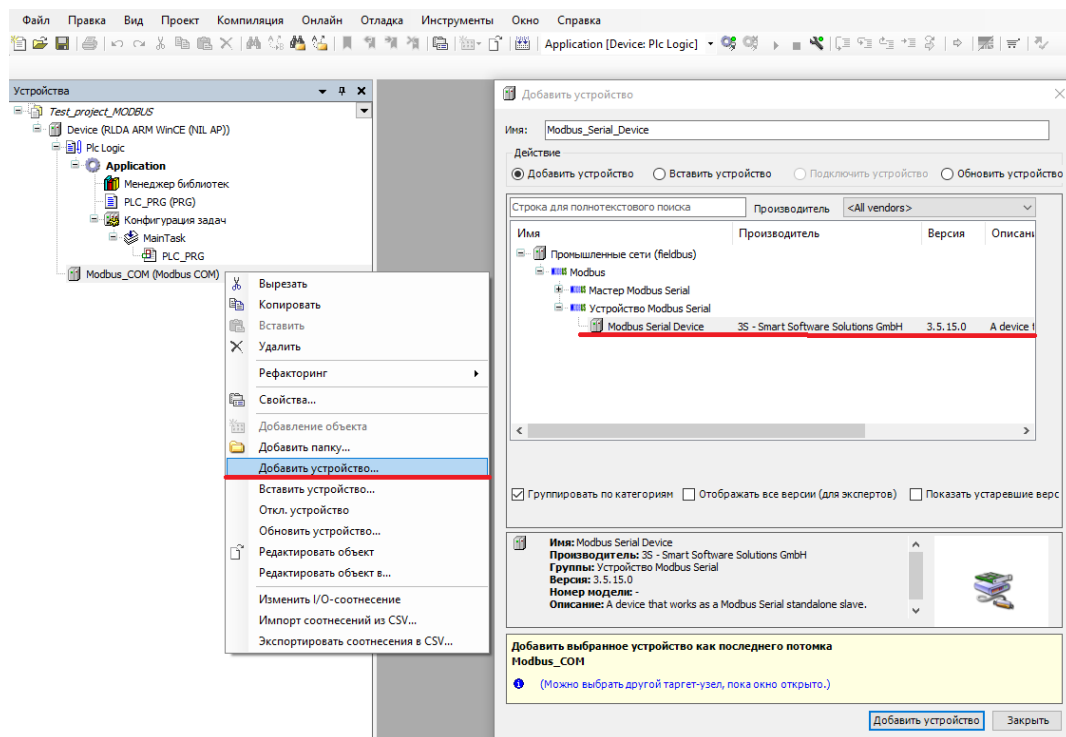 Файл Правка Вид Проект Компиляция Онлайн Отладка Инструменты Окно Справка
Application [Device: Plc Logic]
Устройства
Test_project_MODBUS
Device (RLDA ARM WinCE (NIL AP))
Plc Logic
Application
Менеджер библиотек
PLC_PRG (PRG)
Конфигурация задач
MainTask
PLC_PRG
Modbus_COM (Modbus COM)
Вырезать
Копировать
Вставить
Удалить
Рефакторинг
Свойства...
Добавление объекта
Добавить папку...
Добавить устройство...
Вставить устройство...
Откл. устройство
Обновить устройство...
Редактировать объект
Редактировать объект в...
Изменить I/O-соотнесение
Импорт соотнесений из CSV...
Экспортировать соотнесения в CSV...
Добавить устройство
Имя: Modbus_Serial_Device
Действие
Добавить устройство Вставить устройство Подключить устройство Обновить устройство
Строка для полнотекстового поиска Производитель <All vendors>
Имя Производитель Версия Описани
Промышленные сети (fieldbus)
Modbus
Мастер Modbus Serial
Устройство Modbus Serial
Modbus Serial Device 3S - Smart Software Solutions GmbH 3.5.15.0 A device t
Группировать по категориям Отображать все версии (для экспертов) Показать устаревшие верс
Имя: Modbus Serial Device
Производитель: 3S - Smart Software Solutions GmbH
Группы: Устройство Modbus Serial
Версия: 3.5.15.0
Номер модели: -
Описание: A device that works as a Modbus Serial standalone slave.
Добавить выбранное устройство как последнего потомка
Modbus_COM
(Можно выбрать другой таргет-узел, пока окно открыто.)
Добавить устройство Закрыть